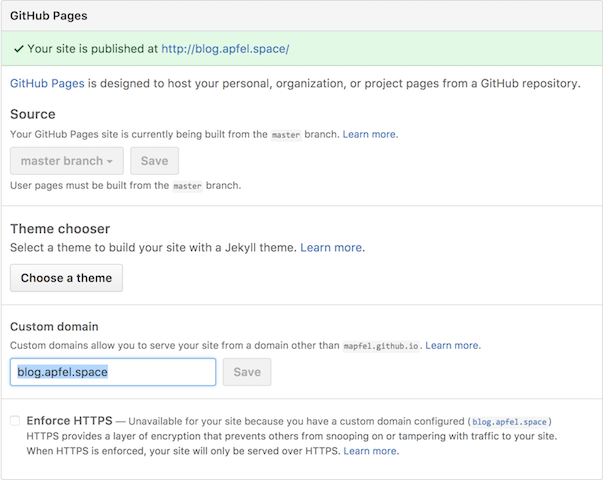 GitHub Pages
✓ Your site is published at http://blog.apfel.space/
GitHub Pages is designed to host your personal, organization, or project pages from a GitHub repository.
Source
Your GitHub Pages site is currently being built from the master branch. Learn more.
master branch Save
User pages must be built from the master branch.
Theme chooser
Select a theme to build your site with a Jekyll theme. Learn more.
Choose a theme
Custom domain
Custom domains allow you to serve your site from a domain other than mapfel.github.io. Learn more.
blog.apfel.space Save
Enforce HTTPS — Unavailable for your site because you have a custom domain configured (blog.apfel.space)
HTTPS provides a layer of encryption that prevents others from snooping on or tampering with traffic to your site.
When HTTPS is enforced, your site will only be served over HTTPS. Learn more.